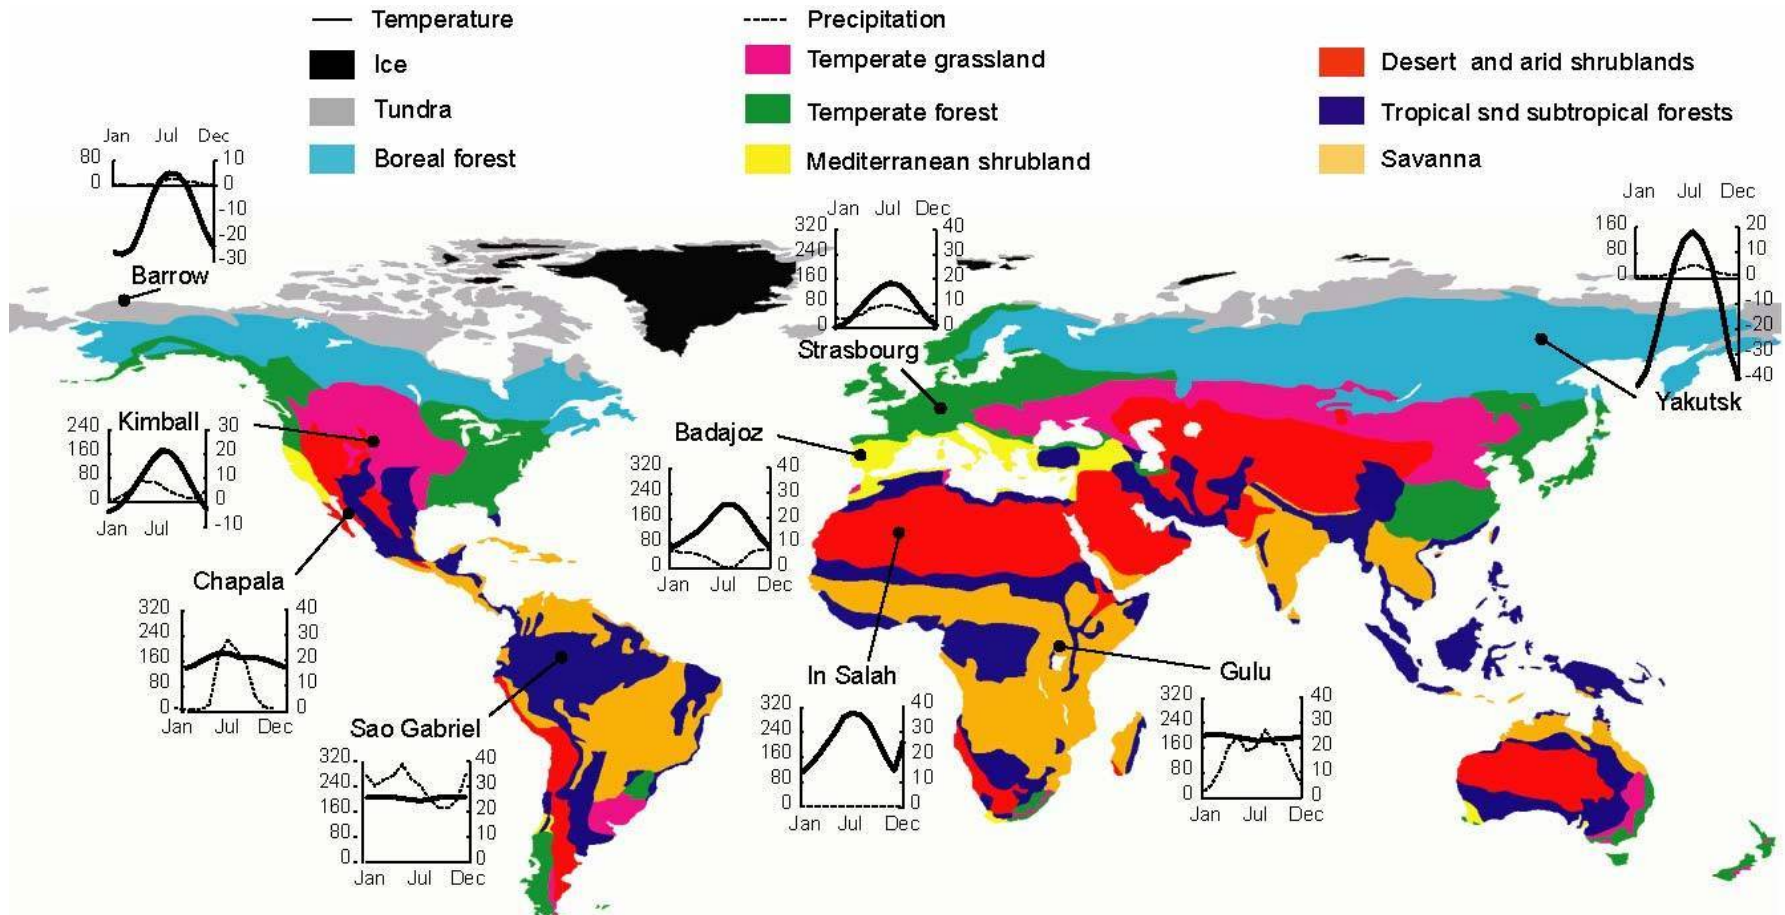 Temperature
Precipitation
Ice
Temperate grassland
Desert and arid shrublands
Tundra
Temperate forest
Tropical snd subtropical forests
Boreal forest
Mediterranean shrubland
Savanna
Jan Jul Dec
80 10
0 0
-10
-20
-30
Barrow
Jan Jul Dec
320 40
240 30
160 20
80 10
0 0
Strasbourg
Jan Jul Dec
160 20
80 10
0 0
-10
-20
-30
-40
Yakutsk
Kimball
240 30
160 20
80 10
0 0
-10
Jan Jul
Badajoz
320 40
240 30
160 20
80 10
0 0
Jan Jul Dec
Chapala
320 40
240 30
160 20
80 10
0 0
Jan Jul Dec
Sao Gabriel
320 40
240 30
160 20
80 10
0 0
Jan Jul Dec
In Salah
320 40
240 30
160 20
80 10
0 0
Jan Jul Dec
Gulu
320 40
240 30
160 20
80 10
0 0
Jan Jul Dec